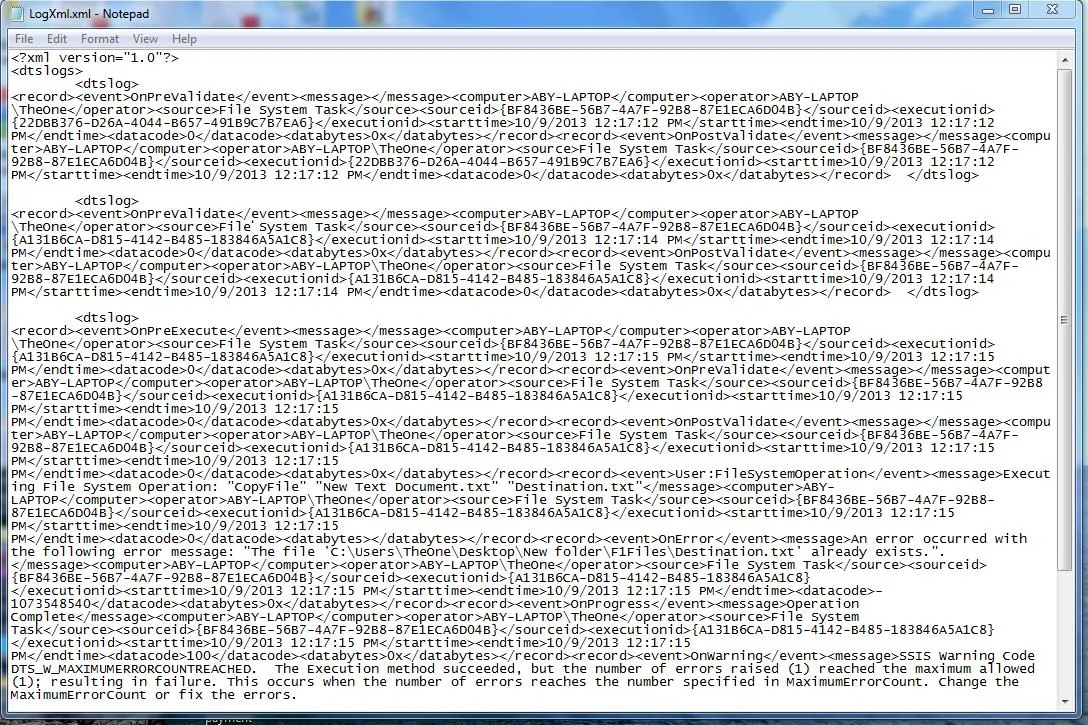 LogXml.xml - Notepad
File Edit Format View Help
<?xml version="1.0"?>
<dtslogs>
<dtslog>
<record><event>OnPreValidate</event><message></message><computer>ABY-LAPTOP</computer><operator>ABY-LAPTOP
\TheOne</operator><source>File System Task</source><sourceid>{BF8436BE-56B7-4A7F-92B8-87E1ECA6D04B}</sourceid><executionid>
{22DBB376-D26A-4044-B657-491B9C7B7EA6}</executionid><starttime>10/9/2013 12:17:12 PM</starttime><endtime>10/9/2013 12:17:12
PM</endtime><datacode>0</datacode><databytes>0x</databytes></record><record><event>OnPostValidate</event><message></message><compu
ter>ABY-LAPTOP</computer><operator>ABY-LAPTOP\TheOne</operator><source>File System Task</source><sourceid>{BF8436BE-56B7-4A7F-
92B8-87E1ECA6D04B}</sourceid><executionid>{22DBB376-D26A-4044-B657-491B9C7B7EA6}</executionid><starttime>10/9/2013 12:17:12
PM</starttime><endtime>10/9/2013 12:17:12 PM</endtime><datacode>0</datacode><databytes>0x</databytes></record> </dtslog>
<dtslog>
<record><event>OnPreValidate</event><message></message><computer>ABY-LAPTOP</computer><operator>ABY-LAPTOP
\TheOne</operator><source>File System Task</source><sourceid>{BF8436BE-56B7-4A7F-92B8-87E1ECA6D04B}</sourceid><executionid>
{A131B6CA-D815-4142-B485-183846A5A1C8}</executionid><starttime>10/9/2013 12:17:14 PM</starttime><endtime>10/9/2013 12:17:14
PM</endtime><datacode>0</datacode><databytes>0x</databytes></record><record><event>OnPostValidate</event><message></message><compu
ter>ABY-LAPTOP</computer><operator>ABY-LAPTOP\TheOne</operator><source>File System Task</source><sourceid>{BF8436BE-56B7-4A7F-
92B8-87E1ECA6D04B}</sourceid><executionid>{A131B6CA-D815-4142-B485-183846A5A1C8}</executionid><starttime>10/9/2013 12:17:14
PM</starttime><endtime>10/9/2013 12:17:14 PM</endtime><datacode>0</datacode><databytes>0x</databytes></record> </dtslog>
<dtslog>
<record><event>OnPreExecute</event><message></message><computer>ABY-LAPTOP</computer><operator>ABY-LAPTOP
\TheOne</operator><source>File System Task</source><sourceid>{BF8436BE-56B7-4A7F-92B8-87E1ECA6D04B}</sourceid><executionid>
{A131B6CA-D815-4142-B485-183846A5A1C8}</executionid><starttime>10/9/2013 12:17:15 PM</starttime><endtime>10/9/2013 12:17:15
PM</endtime><datacode>0</datacode><databytes>0x</databytes></record><record><event>OnPreValidate</event><message></message><comput
er>ABY-LAPTOP</computer><operator>ABY-LAPTOP\TheOne</operator><source>File System Task</source><sourceid>{BF8436BE-56B7-4A7F-92B8
-87E1ECA6D04B}</sourceid><executionid>{A131B6CA-D815-4142-B485-183846A5A1C8}</executionid><starttime>10/9/2013 12:17:15
PM</starttime><endtime>10/9/2013 12:17:15
PM</endtime><datacode>0</datacode><databytes>0x</databytes></record><record><event>OnPostValidate</event><message></message><compu
ter>ABY-LAPTOP</computer><operator>ABY-LAPTOP\TheOne</operator><source>File System Task</source><sourceid>{BF8436BE-56B7-4A7F-
92B8-87E1ECA6D04B}</sourceid><executionid>{A131B6CA-D815-4142-B485-183846A5A1C8}</executionid><starttime>10/9/2013 12:17:15
PM</starttime><endtime>10/9/2013 12:17:15
PM</endtime><datacode>0</datacode><databytes>0x</databytes></record><record><event>User:FileSystemOperation</event><message>Execut
ing File System Operation: "CopyFile" "New Text Document.txt" "Destination.txt"</message><computer>ABY-
LAPTOP</computer><operator>ABY-LAPTOP\TheOne</operator><source>File System Task</source><sourceid>{BF8436BE-56B7-4A7F-92B8-
87E1ECA6D04B}</sourceid><executionid>{A131B6CA-D815-4142-B485-183846A5A1C8}</executionid><starttime>10/9/2013 12:17:15
PM</starttime><endtime>10/9/2013 12:17:15
PM</endtime><datacode>0</datacode><databytes></databytes></record><record><event>OnError</event><message>An error occurred with
the following error message: "The file 'C:\Users\TheOne\Desktop\New folder\F1Files\Destination.txt' already exists.".
</message><computer>ABY-LAPTOP</computer><operator>ABY-LAPTOP\TheOne</operator><source>File System Task</source><sourceid>
{BF8436BE-56B7-4A7F-92B8-87E1ECA6D04B}</sourceid><executionid>{A131B6CA-D815-4142-B485-183846A5A1C8}
</executionid><starttime>10/9/2013 12:17:15 PM</starttime><endtime>10/9/2013 12:17:15 PM</endtime><datacode>-
1073548540</datacode><databytes>0x</databytes></record><record><event>OnProgress</event><message>Operation
Complete</message><computer>ABY-LAPTOP</computer><operator>ABY-LAPTOP\TheOne</operator><source>File System
Task</source><sourceid>{BF8436BE-56B7-4A7F-92B8-87E1ECA6D04B}</sourceid><executionid>{A131B6CA-D815-4142-B485-183846A5A1C8}
</executionid><starttime>10/9/2013 12:17:15 PM</starttime><endtime>10/9/2013 12:17:15
PM</endtime><datacode>100</datacode><databytes>0x</databytes></record><record><event>OnWarning</event><message>SSIS Warning Code
DTS_W_MAXIMUMERRORCOUNTREACHED. The Execution method succeeded, but the number of errors raised (1) reached the maximum allowed
(1); resulting in failure. This occurs when the number of errors reaches the number specified in MaximumErrorCount. Change the
MaximumErrorCount or fix the errors.
payment